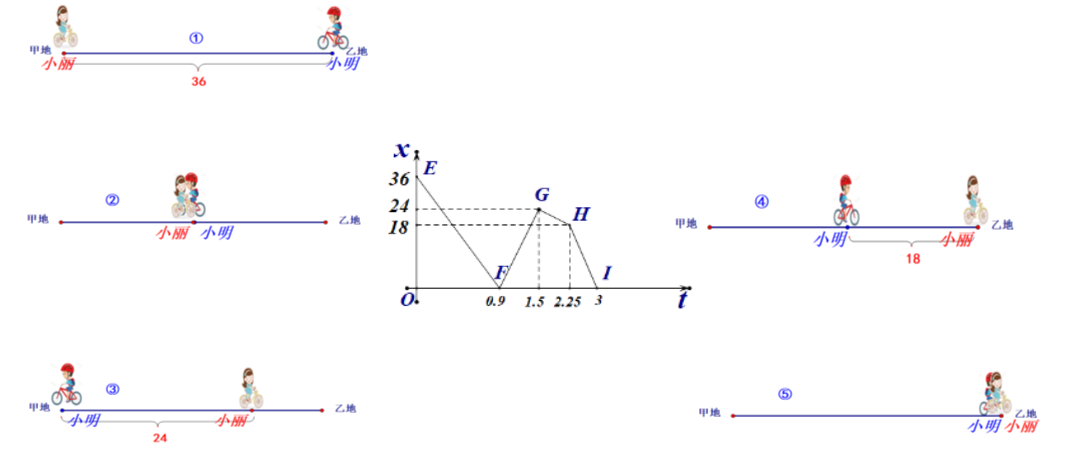 ①
甲地 乙地
小丽 小明
36
②
甲地 乙地
小丽 小明
③
甲地 乙地
小明 小丽
24
x
E
36
G
24
H
18
F I
O 0.9 1.5 2.25 3 t
④
甲地 乙地
小明 小丽
18
⑤
甲地 乙地
小明 小丽